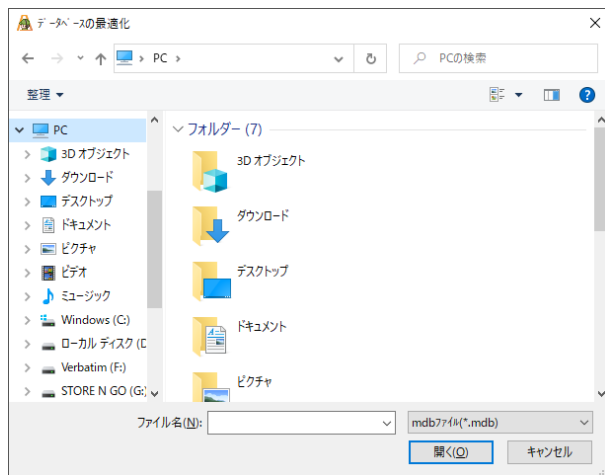 ﾃﾞｰﾀﾍﾞｰｽの最適化
PC
PCの検索
整理
PC
3D オブジェクト
ダウンロード
デスクトップ
ドキュメント
ピクチャ
ビデオ
ミュージック
Windows (C:)
ローカル ディスク (D
Verbatim (F:)
STORE N GO (G:)
フォルダー (7)
3D オブジェクト
ダウンロード
デスクトップ
ドキュメント
ピクチャ
ファイル名(N):
mdbﾌｧｲﾙ(*.mdb)
開く(O)
キャンセル